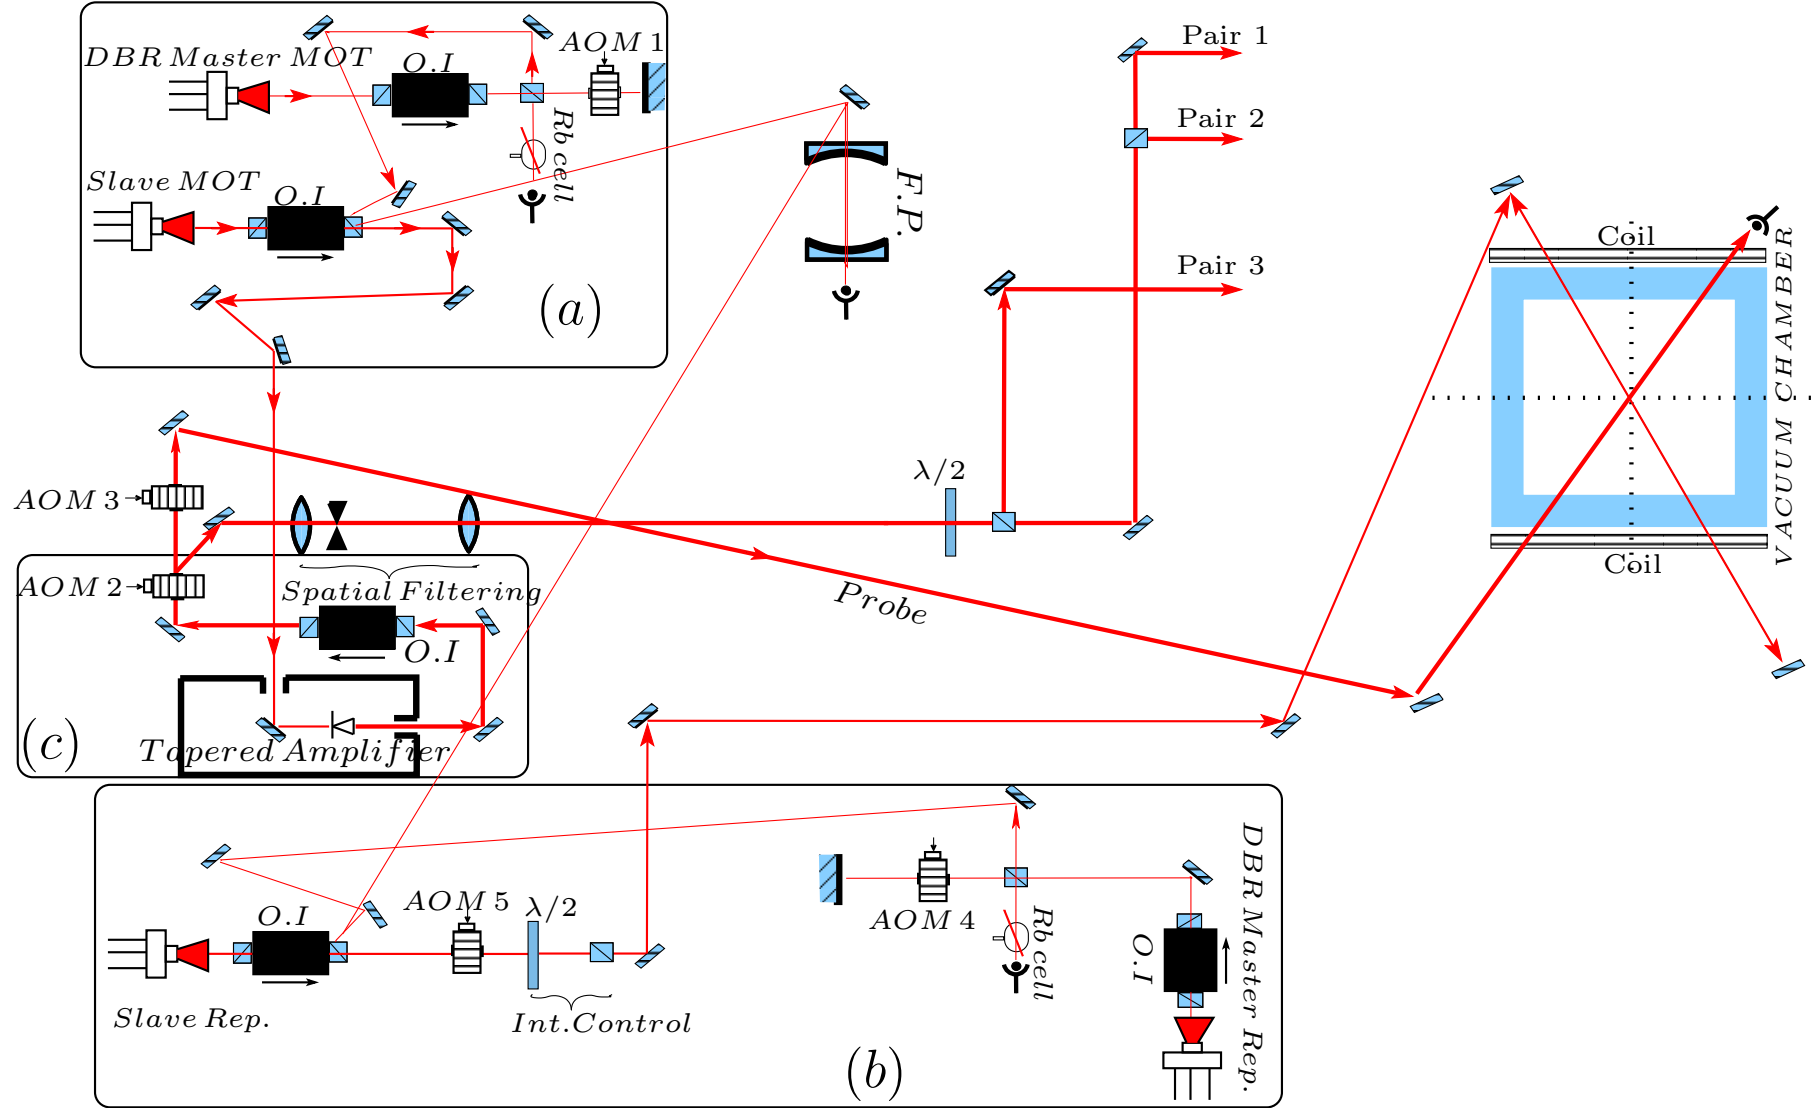 DBR Master MOT
O.I
AOM 1
Rb cell
Slave MOT
O.I
(a)
F.P.
Pair 1
Pair 2
Pair 3
Coil
VACUUM CHAMBER
Coil
λ/2
AOM 3
AOM 2
Spatial Filtering
O.I
Probe
(c)
Tapered Amplifier
O.I
AOM 5
λ/2
Slave Rep.
Int.Control
AOM 4
Rb cell
O.I
DBR Master Rep.
(b)